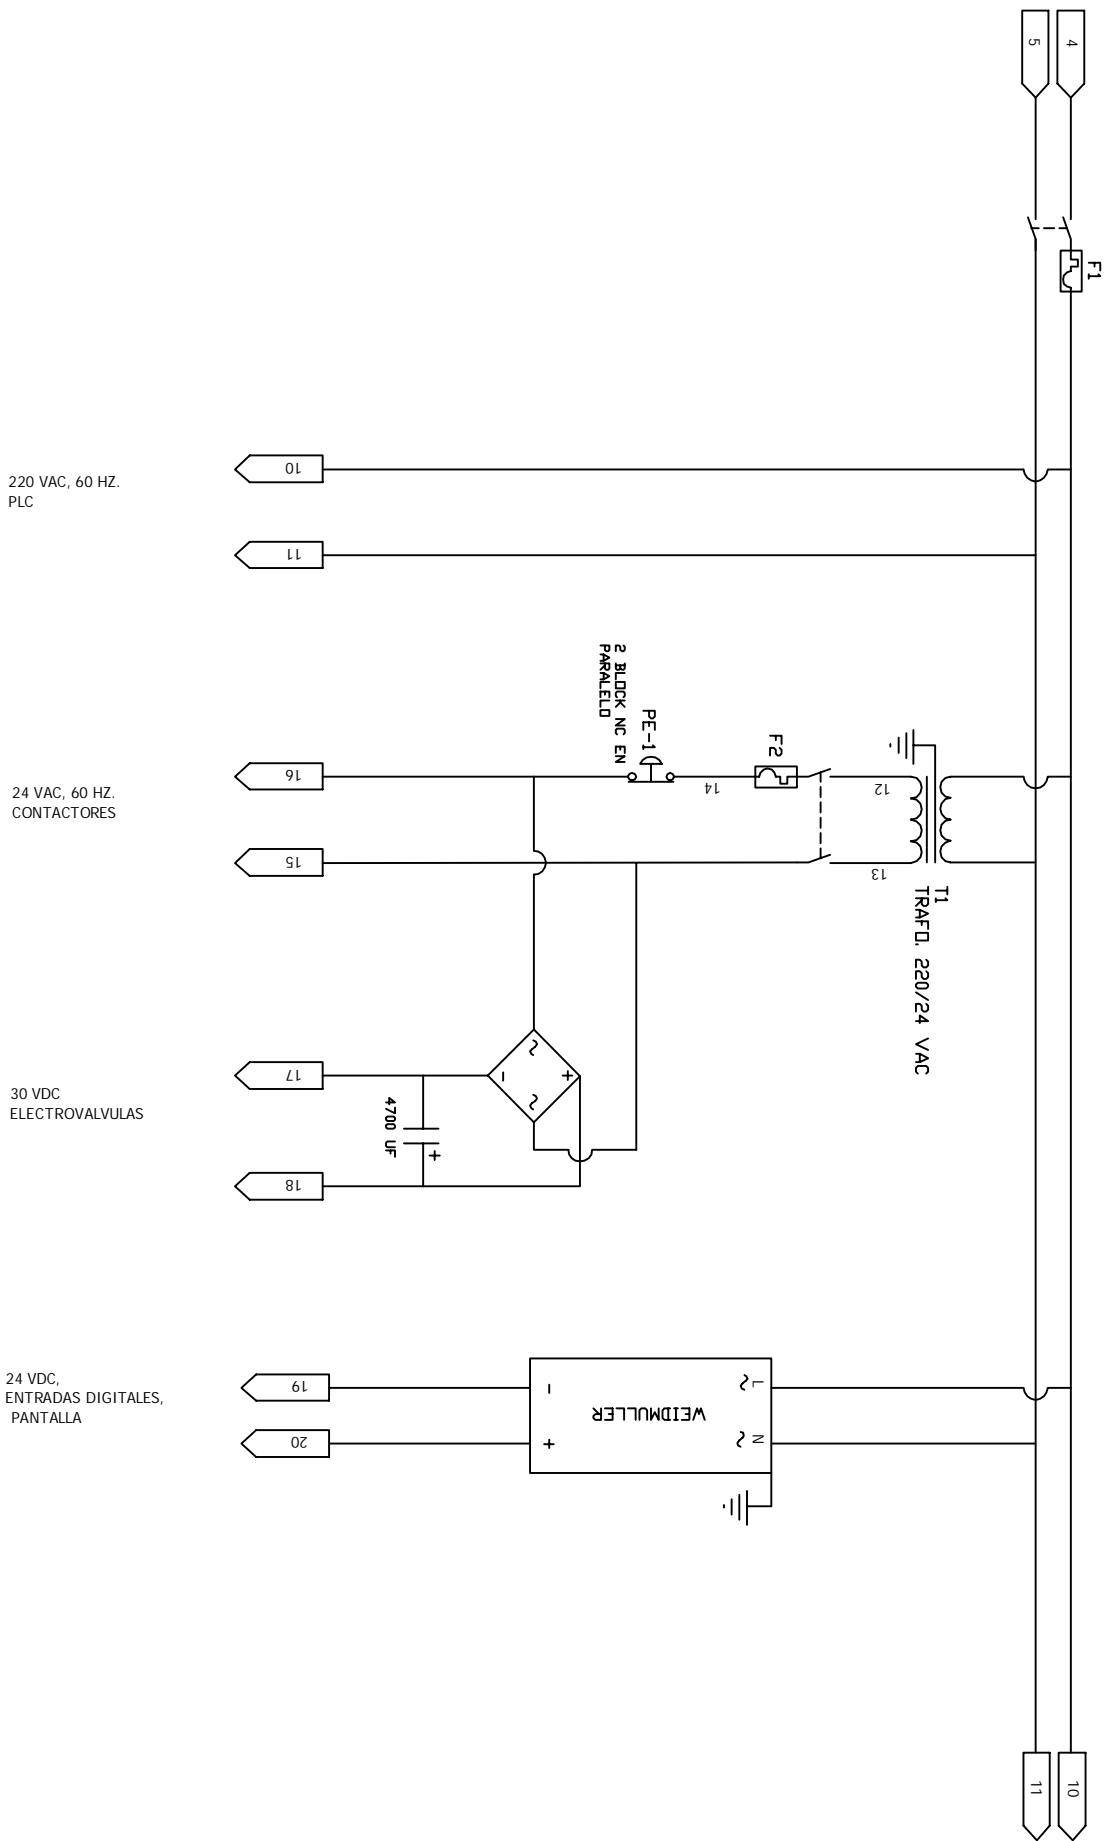 5
4
F1
10
220 VAC, 60 HZ.
PLC
11
2 BLOCK NC EN
PARALELO
PE-1
F2
16
14
12
24 VAC, 60 HZ.
CONTACTORES
15
13
T1
TRAFO. 220/24 VAC
~
17
-
+
30 VDC
ELECTROVALVULAS
~
4700 UF
+
18
24 VDC,
ENTRADAS DIGITALES,
PANTALLA
19
-
L
~
WEIDMULLER
20
+
N
~
11
10